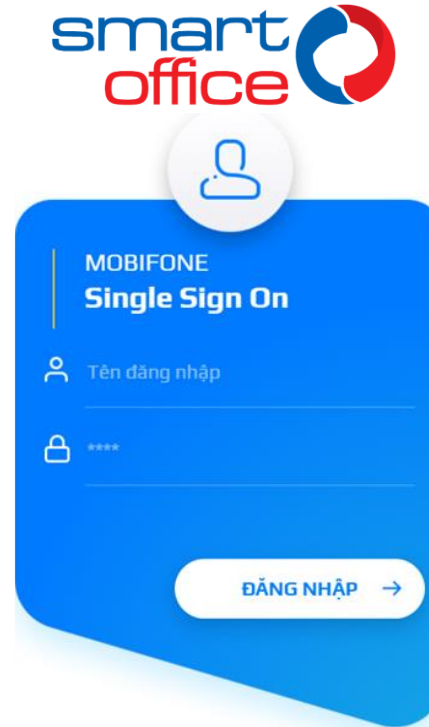 smart
office
MOBIFONE
Single Sign On
Tên đăng nhập
****
ĐĂNG NHẬP →